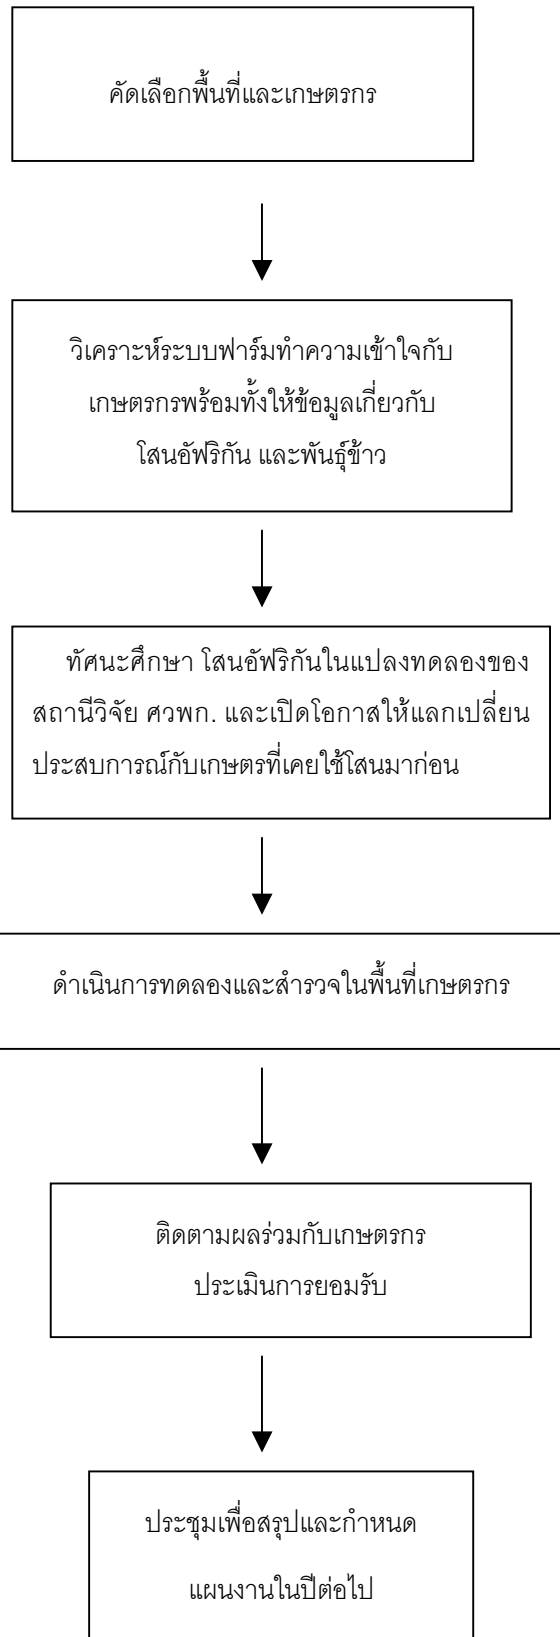 คัดเลือกพื้นที่และเกษตรกร
วิเคราะห์ระบบฟาร์มทำความเข้าใจกับ
เกษตรกรพร้อมทั้งให้ข้อมูลเกี่ยวกับ
โสนอัฟริกัน และพันธุ์ข้าว
ทัศนะศึกษา โสนอัฟริกันในแปลงทดลองของ
สถานีวิจัย ศวพก. และเปิดโอกาสให้แลกเปลี่ยน
ประสบการณ์กับเกษตรที่เคยใช้โสนมาก่อน
ดำเนินการทดลองและสำรวจในพื้นที่เกษตรกร
ติดตามผลร่วมกับเกษตรกร
ประเมินการยอมรับ
ประชุมเพื่อสรุปและกำหนด
แผนงานในปีต่อไป